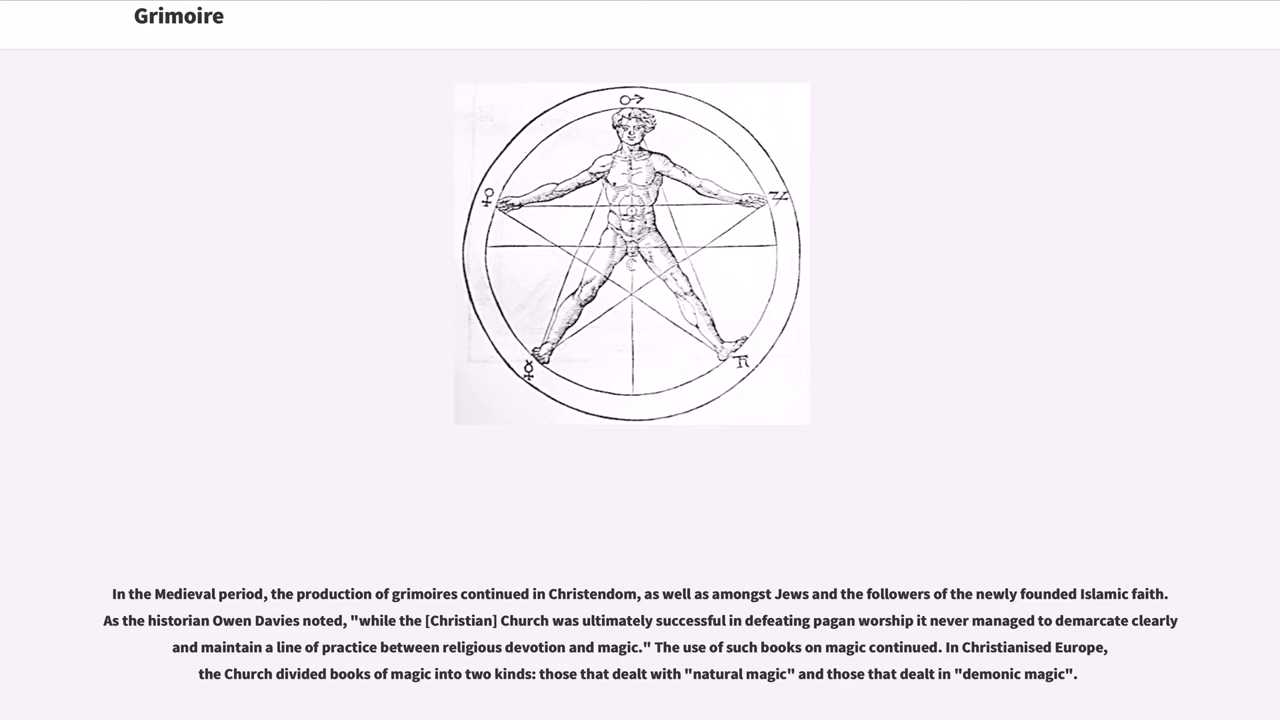 Grimoire
In the Medieval period, the production of grimoires continued in Christendom, as well as amongst Jews and the followers of the newly founded Islamic faith.
As the historian Owen Davies noted, "while the [Christian] Church was ultimately successful in defeating pagan worship it never managed to demarcate clearly
and maintain a line of practice between religious devotion and magic." The use of such books on magic continued. In Christianised Europe,
the Church divided books of magic into two kinds: those that dealt with "natural magic" and those that dealt in "demonic magic".